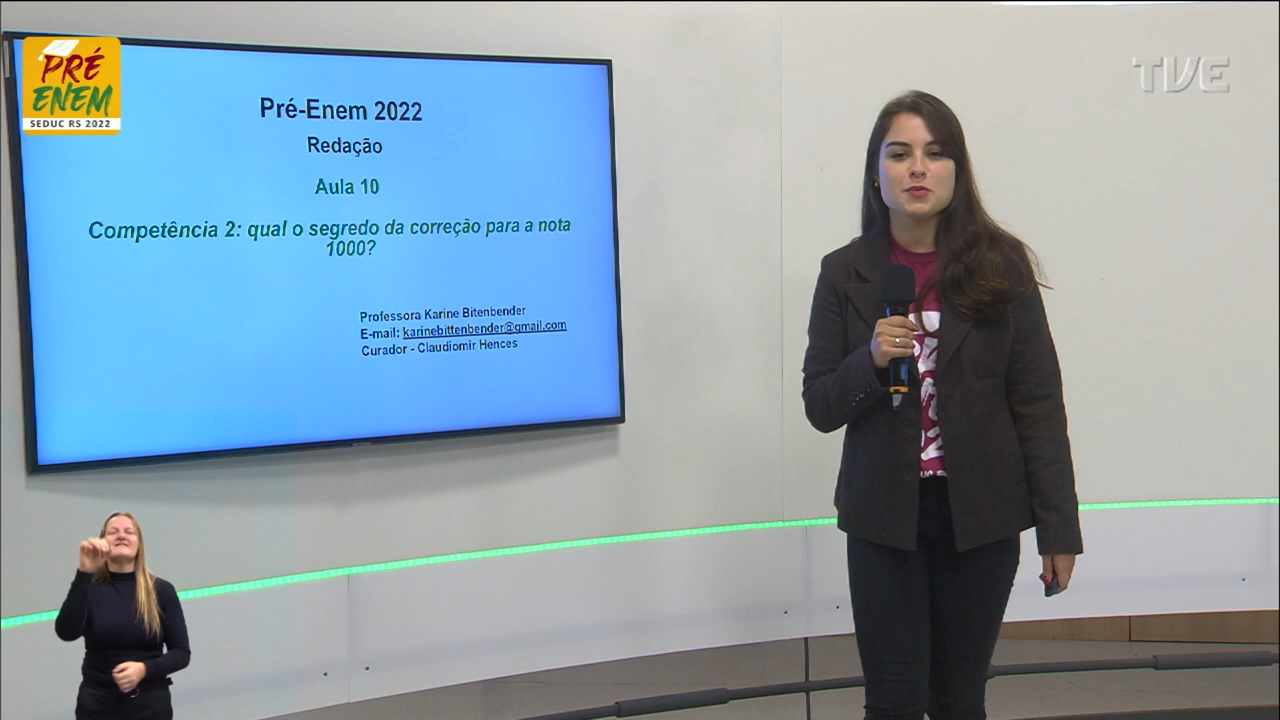 PRÉ
ENEM
SEDUC RS 2022
TVE
Pré-Enem 2022
Redação
Aula 10
Competência 2: qual o segredo da correção para a nota
1000?
Professora Karine Bitenbender
E-mail: karinebittenbender@gmail.com
Curador - Claudiomir Hences